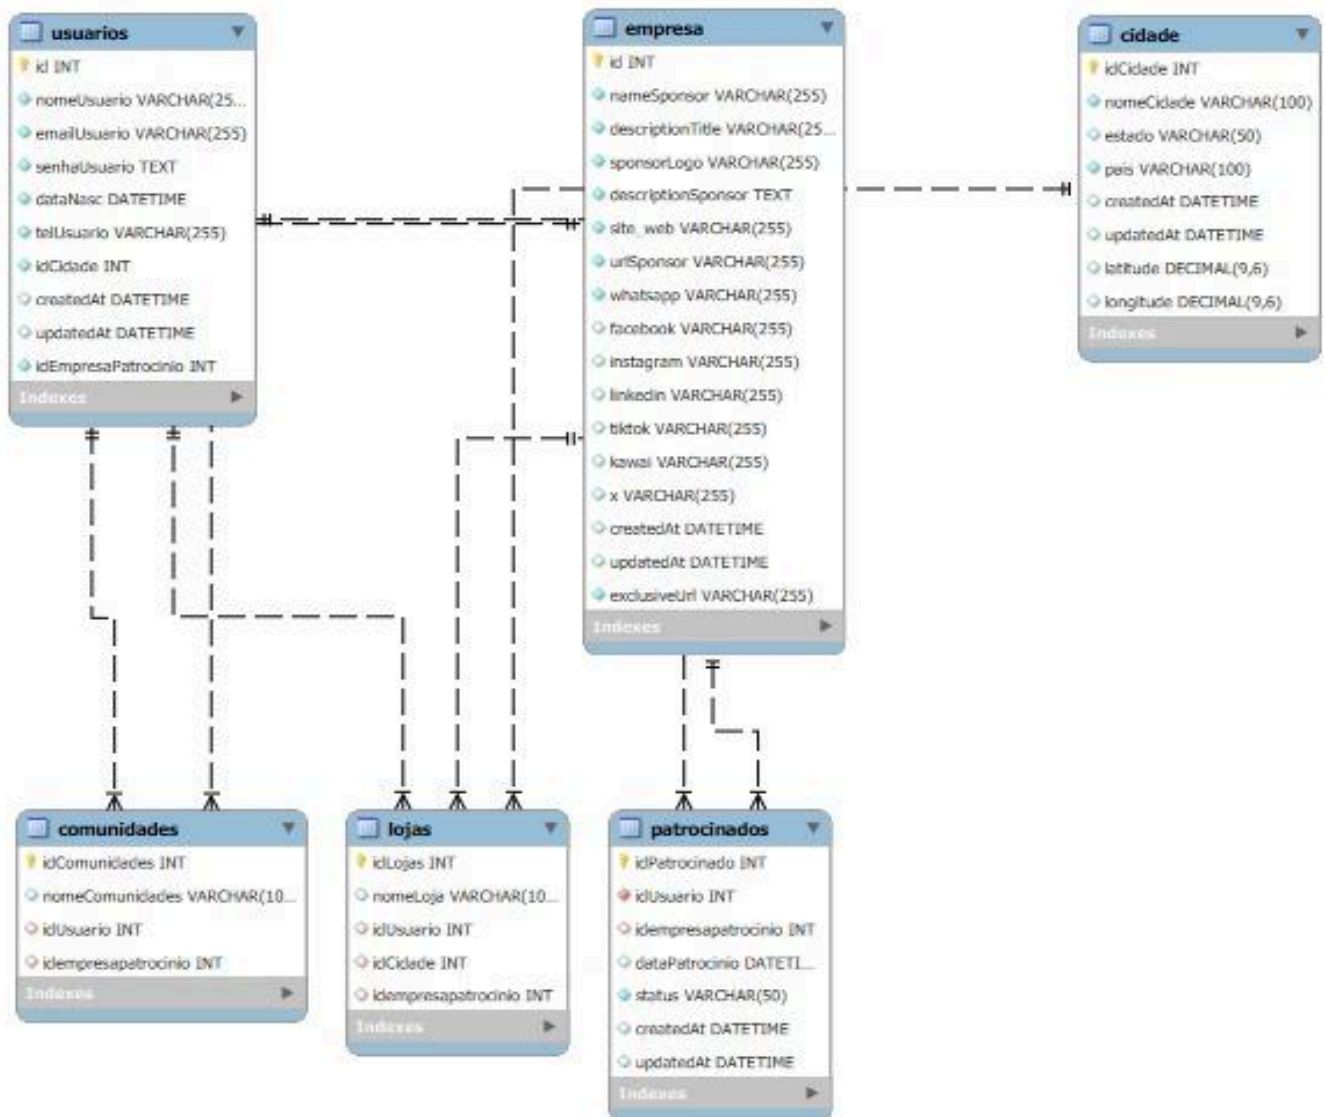 usuarios
id INT
nomeUsuario VARCHAR(25...
emailUsuario VARCHAR(255)
senhaUsuario TEXT
dataNasc DATETIME
telUsuario VARCHAR(255)
idCidade INT
createdAt DATETIME
updatedAt DATETIME
idEmpresaPatrocinio INT
Indexes
empresa
id INT
nameSponsor VARCHAR(255)
descriptionTitle VARCHAR(25...
sponsorLogo VARCHAR(255)
descriptionSponsor TEXT
site_web VARCHAR(255)
urlSponsor VARCHAR(255)
whatsapp VARCHAR(255)
facebook VARCHAR(255)
instagram VARCHAR(255)
linkedin VARCHAR(255)
tiktok VARCHAR(255)
kawai VARCHAR(255)
x VARCHAR(255)
createdAt DATETIME
updatedAt DATETIME
exclusiveUrl VARCHAR(255)
Indexes
cidade
idCidade INT
nomeCidade VARCHAR(100)
estado VARCHAR(50)
pais VARCHAR(100)
createdAt DATETIME
updatedAt DATETIME
latitude DECIMAL(9,6)
longitude DECIMAL(9,6)
Indexes
comunidades
idComunidades INT
nomeComunidades VARCHAR(10...
idUsuario INT
idempresapatrocinio INT
Indexes
lojas
idLojas INT
nomeLoja VARCHAR(10...
idUsuario INT
idCidade INT
idempresapatrocinio INT
Indexes
patrocinados
idPatrocinado INT
idUsuario INT
idempresapatrocinio INT
dataPatrocinio DATETI...
status VARCHAR(50)
createdAt DATETIME
updatedAt DATETIME
Indexes